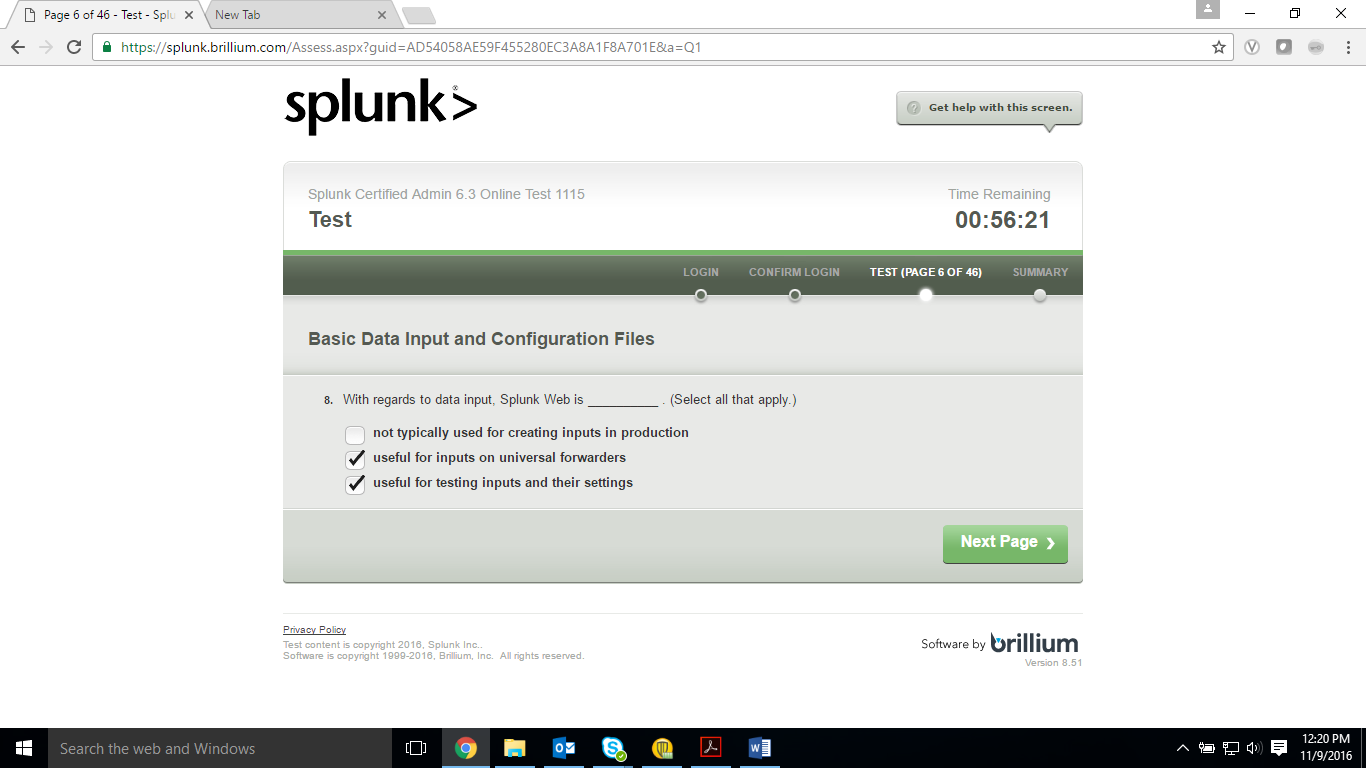 Page 6 of 46 - Test - Splu
New Tab
https://splunk.brillium.com/Assess.aspx?guid=AD54058AE59F455280EC3A8A1F8A701E&a=Q1
splunk>®
? Get help with this screen.
Splunk Certified Admin 6.3 Online Test 1115
Time Remaining
Test
00:56:21
LOGIN CONFIRM LOGIN TEST (PAGE 6 OF 46) SUMMARY
Basic Data Input and Configuration Files
8. With regards to data input, Splunk Web is __________ . (Select all that apply.)
not typically used for creating inputs in production
useful for inputs on universal forwarders
useful for testing inputs and their settings
Next Page ›
Privacy Policy
Test content is copyright 2016, Splunk Inc..
Software is copyright 1999-2016, Brillium, Inc. All rights reserved.
Software by brillium
Version 8.51
Search the web and Windows
12:20 PM
11/9/2016